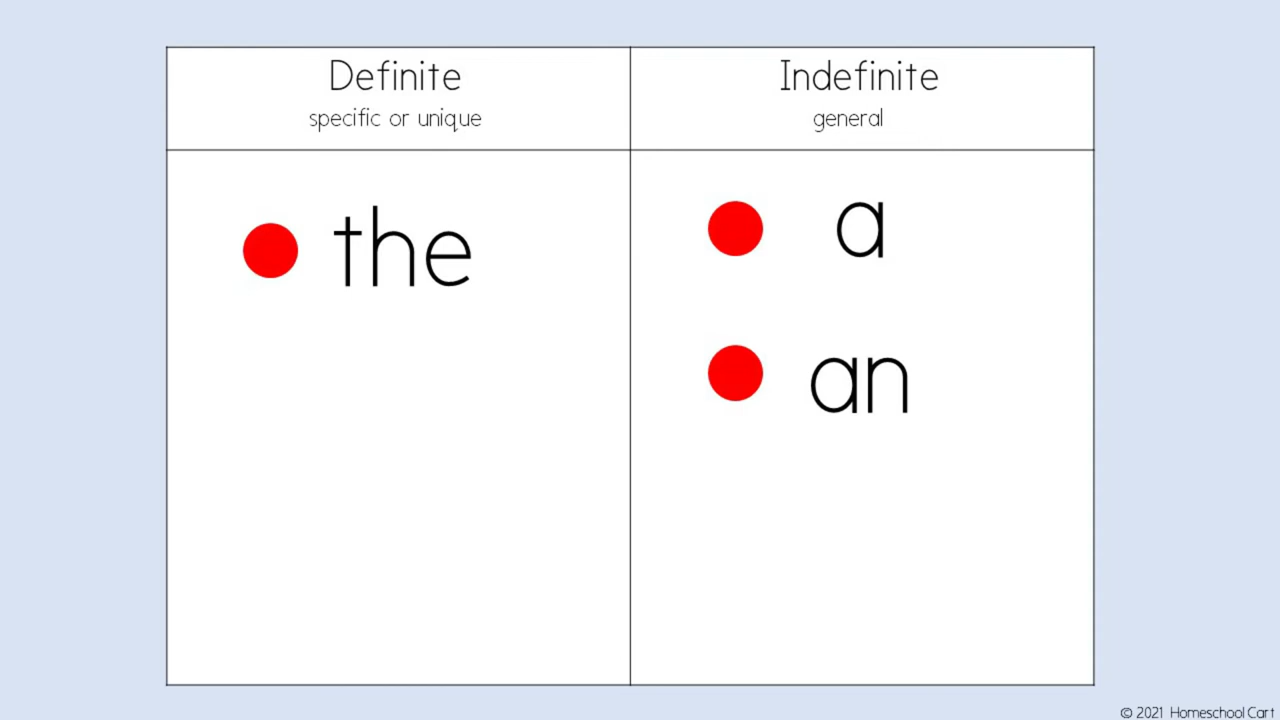 Definite
specific or unique
Indefinite
general
the
a
an
© 2021 Homeschool Cart